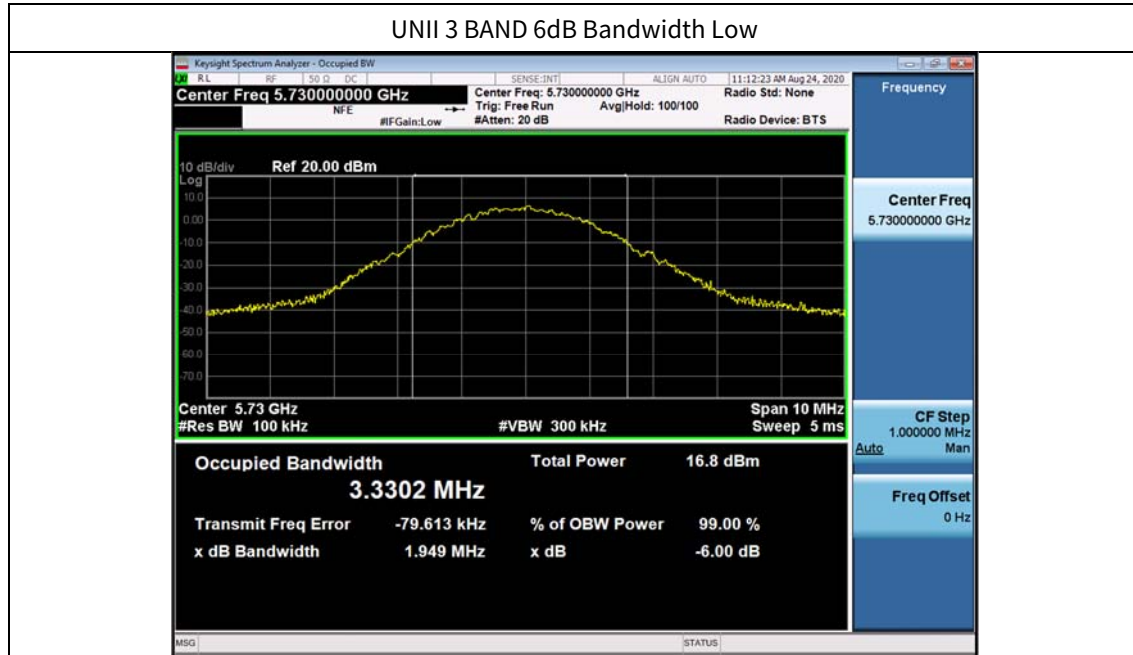 UNII 3 BAND 6dB Bandwidth Low
Keysight Spectrum Analyzer - Occupied BW
LXI RL RF 50 Ω DC SENSE:INT ALIGN AUTO 11:12:23 AM Aug 24, 2020
Center Freq 5.730000000 GHz Center Freq: 5.730000000 GHz Radio Std: None Frequency
NFE Trig: Free Run Avg|Hold: 100/100
#IFGain:Low #Atten: 20 dB Radio Device: BTS
10 dB/div Ref 20.00 dBm
Log
10.0
0.00
-10.0
-20.0
-30.0
-40.0
-50.0
-60.0
-70.0
Center Freq
5.730000000 GHz
Center 5.73 GHz Span 10 MHz
#Res BW 100 kHz #VBW 300 kHz Sweep 5 ms
CF Step
1.000000 MHz
Auto Man
Freq Offset
0 Hz
Occupied Bandwidth Total Power 16.8 dBm
3.3302 MHz
Transmit Freq Error -79.613 kHz % of OBW Power 99.00 %
x dB Bandwidth 1.949 MHz x dB -6.00 dB
MSG STATUS